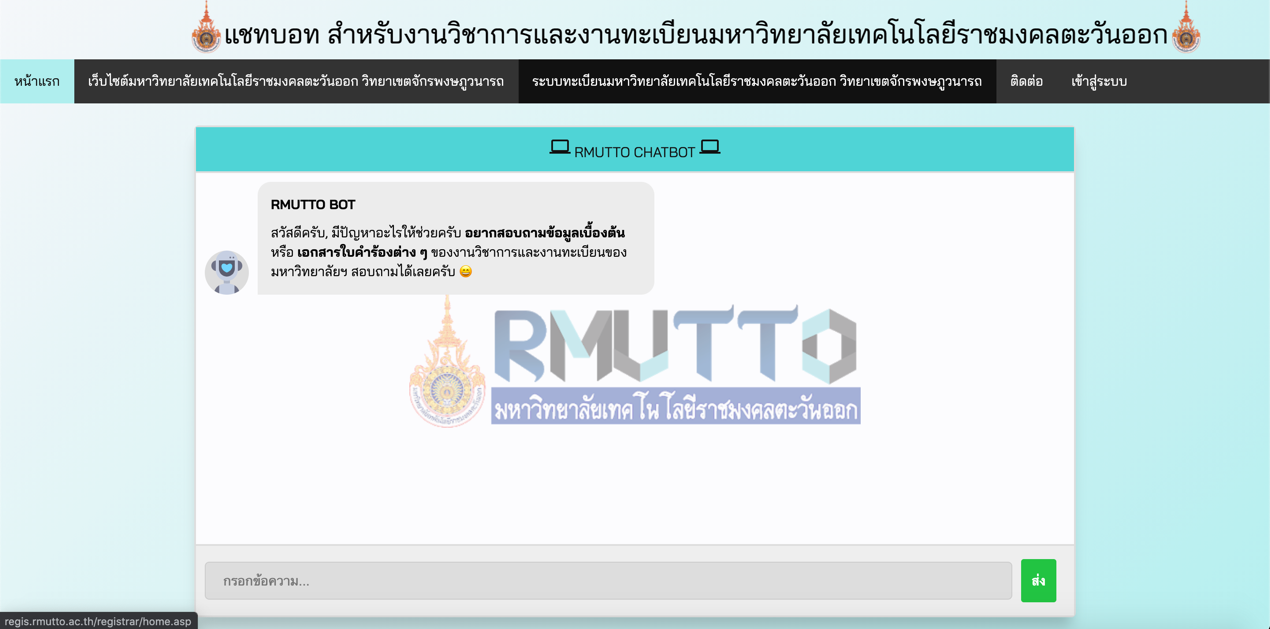 แชทบอท สำหรับงานวิชาการและงานทะเบียนมหาวิทยาลัยเทคโนโลยีราชมงคลตะวันออก
หน้าแรก เว็บไซต์มหาวิทยาลัยเทคโนโลยีราชมงคลตะวันออก วิทยาเขตจักรพงษภูวนารถ ระบบทะเบียนมหาวิทยาลัยเทคโนโลยีราชมงคลตะวันออก วิทยาเขตจักรพงษภูวนารถ ติดต่อ เข้าสู่ระบบ
RMUTTO CHATBOT
RMUTTO BOT
สวัสดีครับ, มีปัญหาอะไรให้ช่วยครับ อยากสอบถามข้อมูลเบื้องต้น
หรือ เอกสารใบคำร้องต่าง ๆ ของงานวิชาการและงานทะเบียนของ
มหาวิทยาลัยฯ สอบถามได้เลยครับ 😄
RMUTTO
มหาวิทยาลัยเทคโนโลยีราชมงคลตะวันออก
กรอกข้อความ...
ส่ง
regis.rmutto.ac.th/registrar/home.asp